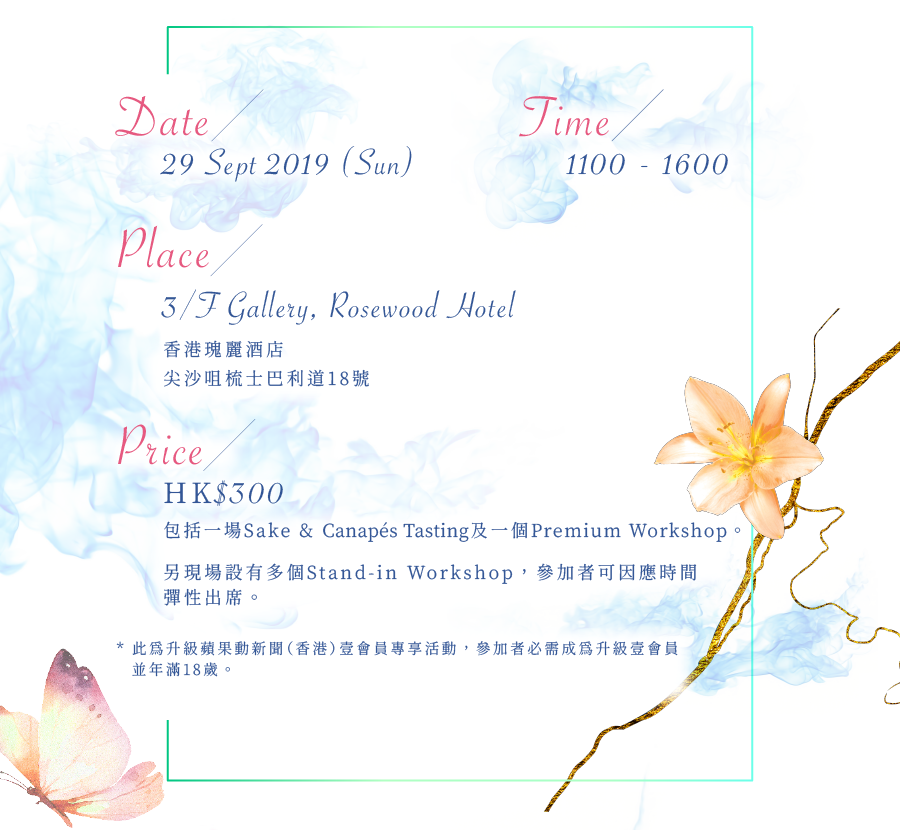 Date
Time
29 Sept 2019 (Sun)
1100 - 1600
Place
3/F Gallery, Rosewood Hotel
香港瑰麗酒店
尖沙咀梳士巴利道18號
Price
HK$300
包括一場Sake & Canapés Tasting及一個Premium Workshop。
另現場設有多個Stand-in Workshop，參加者可因應時間
彈性出席。
* 此爲升級蘋果動新聞(香港)壹會員專享活動，參加者必需成爲升級壹會員
並年滿18歲。